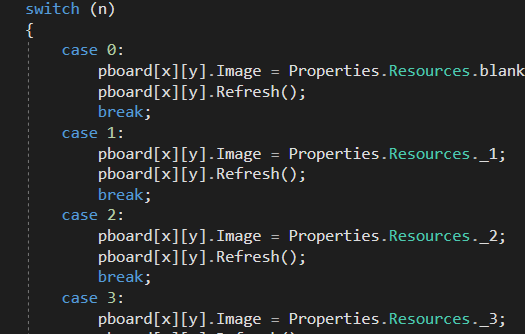 switch (n)
{
case 0:
pboard[x][y].Image = Properties.Resources.blank
pboard[x][y].Refresh();
break;
case 1:
pboard[x][y].Image = Properties.Resources._1;
pboard[x][y].Refresh();
break;
case 2:
pboard[x][y].Image = Properties.Resources._2;
pboard[x][y].Refresh();
break;
case 3:
pboard[x][y].Image = Properties.Resources._3;